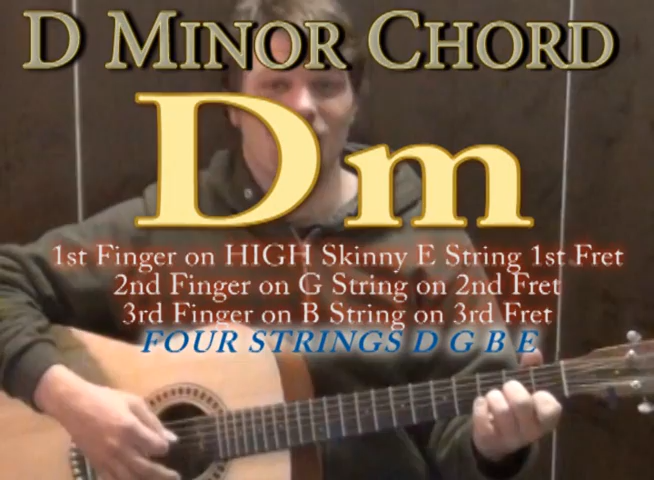 D MINOR CHORD
Dm
1st Finger on HIGH Skinny E String 1st Fret
2nd Finger on G String on 2nd Fret
3rd Finger on B String on 3rd Fret
FOUR STRINGS D G B E